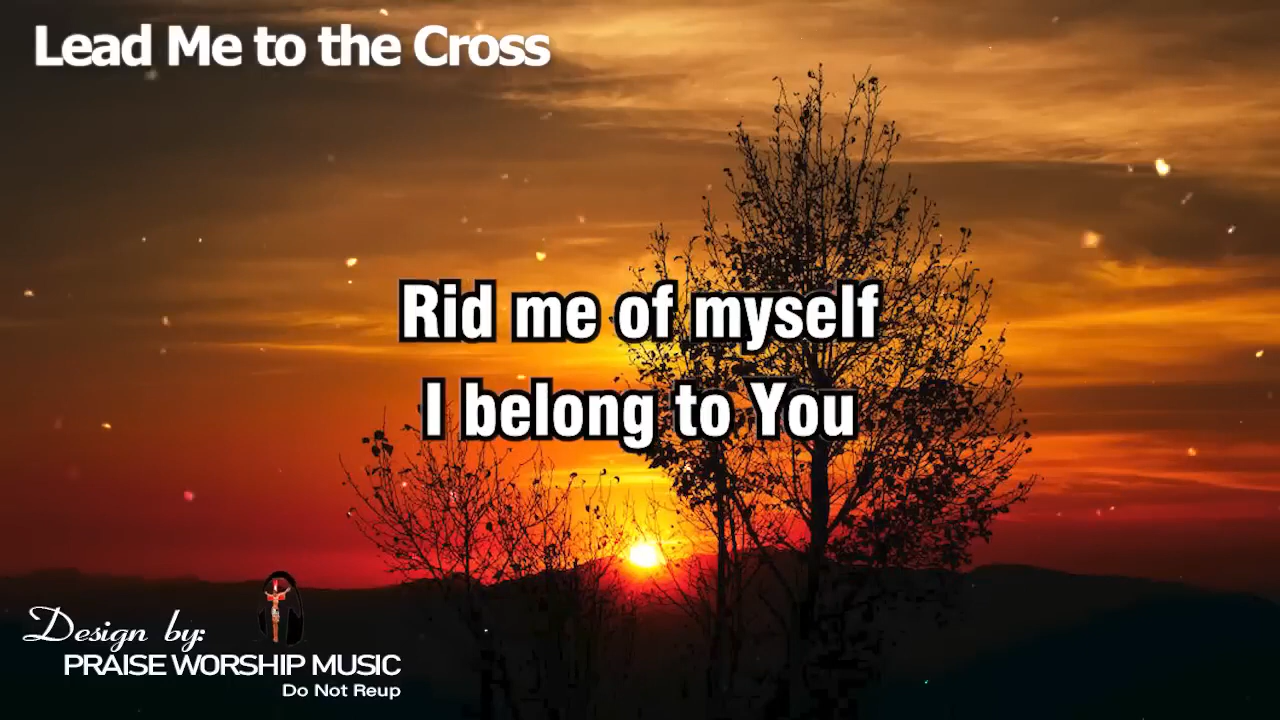 Lead Me to the Cross
Rid me of myself
I belong to You
Design by:
PRAISE WORSHIP MUSIC
Do Not Reup